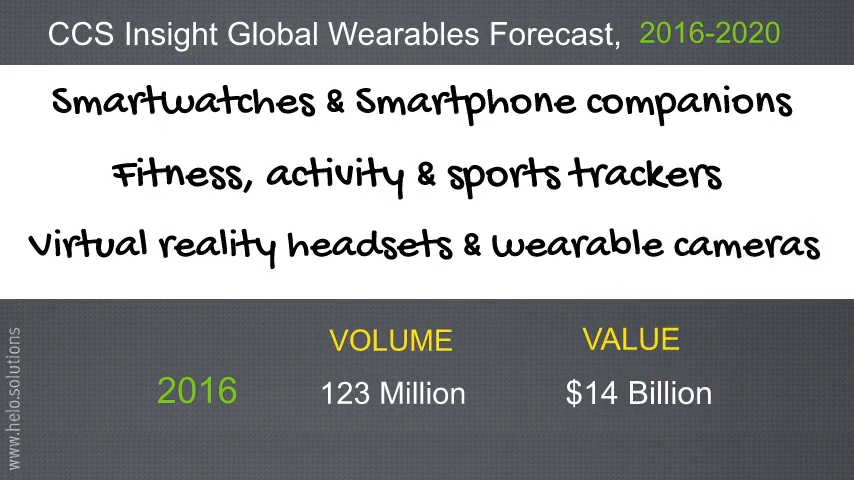 CCS Insight Global Wearables Forecast, 2016-2020
Smartwatches & Smartphone companions
Fitness, activity & sports trackers
Virtual reality headsets & wearable cameras
VOLUME VALUE
2016 123 Million $14 Billion
www.helo.solutions